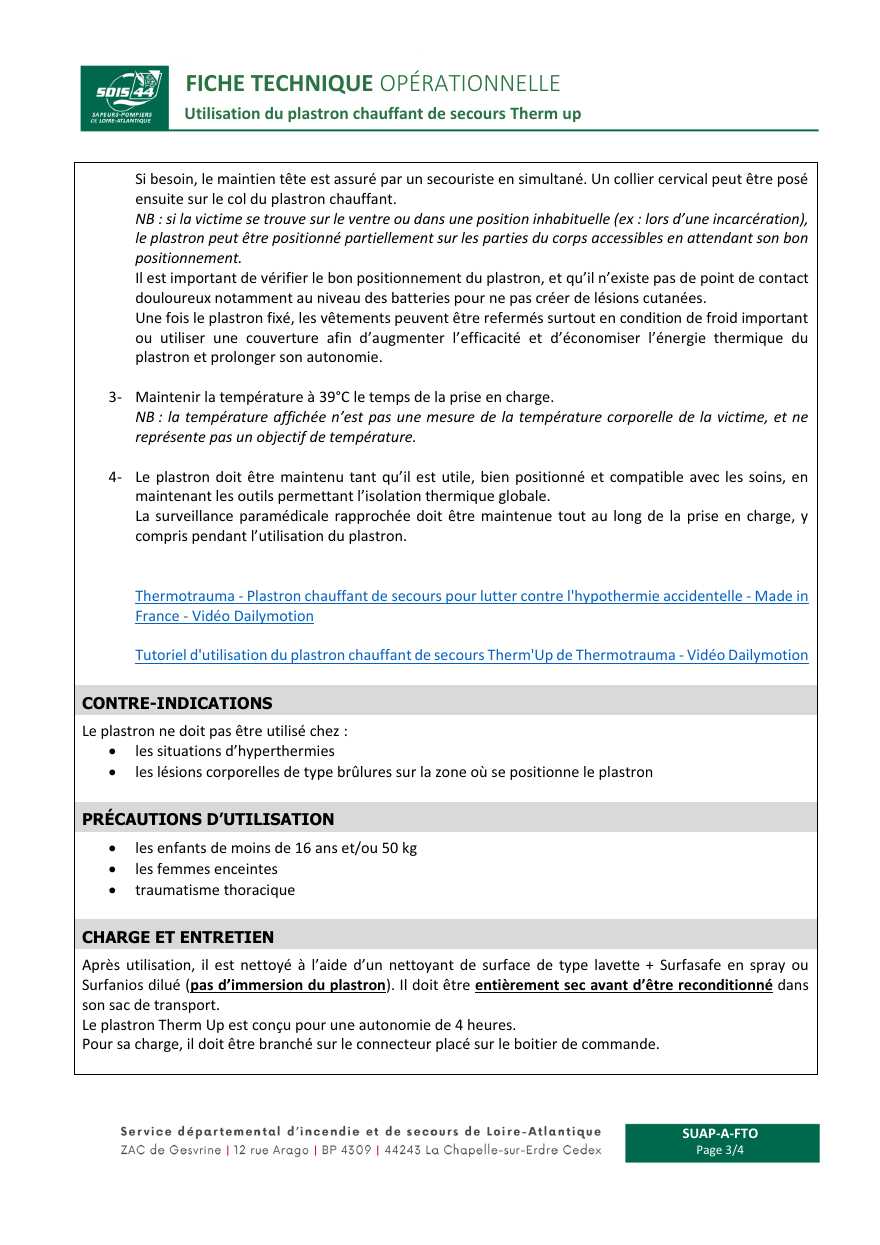 SDIS 44
SAPEURS-POMPIERS
DE LOIRE-ATLANTIQUE
FICHE TECHNIQUE OPÉRATIONNELLE
Utilisation du plastron chauffant de secours Therm up
Si besoin, le maintien tête est assuré par un secouriste en simultané. Un collier cervical peut être posé
ensuite sur le col du plastron chauffant.
NB : si la victime se trouve sur le ventre ou dans une position inhabituelle (ex : lors d’une incarcération),
le plastron peut être positionné partiellement sur les parties du corps accessibles en attendant son bon
positionnement.
Il est important de vérifier le bon positionnement du plastron, et qu’il n’existe pas de point de contact
douloureux notamment au niveau des batteries pour ne pas créer de lésions cutanées.
Une fois le plastron fixé, les vêtements peuvent être refermés surtout en condition de froid important
ou utiliser une couverture afin d’augmenter l’efficacité et d’économiser l’énergie thermique du
plastron et prolonger son autonomie.
3- Maintenir la température à 39°C le temps de la prise en charge.
NB : la température affichée n’est pas une mesure de la température corporelle de la victime, et ne
représente pas un objectif de température.
4- Le plastron doit être maintenu tant qu’il est utile, bien positionné et compatible avec les soins, en
maintenant les outils permettant l’isolation thermique globale.
La surveillance paramédicale rapprochée doit être maintenue tout au long de la prise en charge, y
compris pendant l’utilisation du plastron.
Thermotrauma - Plastron chauffant de secours pour lutter contre l'hypothermie accidentelle - Made in
France - Vidéo Dailymotion
Tutoriel d'utilisation du plastron chauffant de secours Therm'Up de Thermotrauma - Vidéo Dailymotion
CONTRE-INDICATIONS
Le plastron ne doit pas être utilisé chez :
• les situations d’hyperthermies
• les lésions corporelles de type brûlures sur la zone où se positionne le plastron
PRÉCAUTIONS D’UTILISATION
• les enfants de moins de 16 ans et/ou 50 kg
• les femmes enceintes
• traumatisme thoracique
CHARGE ET ENTRETIEN
Après utilisation, il est nettoyé à l’aide d’un nettoyant de surface de type lavette + Surfasafe en spray ou
Surfanios dilué (pas d’immersion du plastron). Il doit être entièrement sec avant d’être reconditionné dans
son sac de transport.
Le plastron Therm Up est conçu pour une autonomie de 4 heures.
Pour sa charge, il doit être branché sur le connecteur placé sur le boitier de commande.
Service départemental d’incendie et de secours de Loire-Atlantique
ZAC de Gesvrine | 12 rue Arago | BP 4309 | 44243 La Chapelle-sur-Erdre Cedex
SUAP-A-FTO
Page 3/4